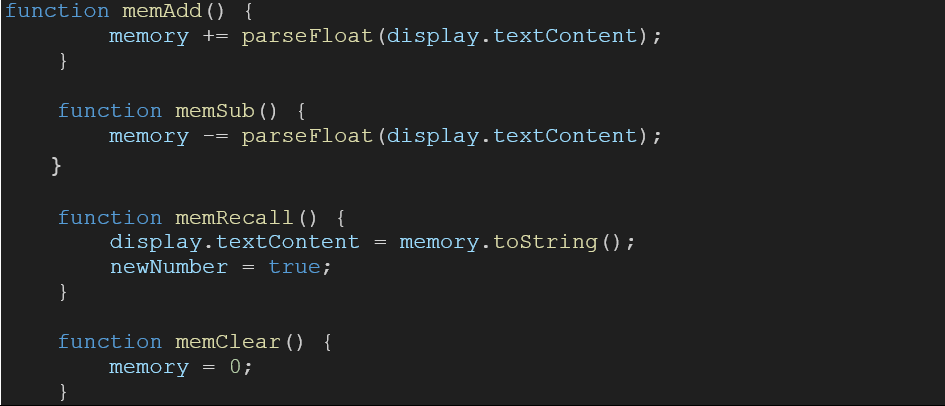 function memAdd() {
        memory += parseFloat(display.textContent);
    }

    function memSub() {
        memory -= parseFloat(display.textContent);
    }

    function memRecall() {
        display.textContent = memory.toString();
        newNumber = true;
    }

    function memClear() {
        memory = 0;
    }